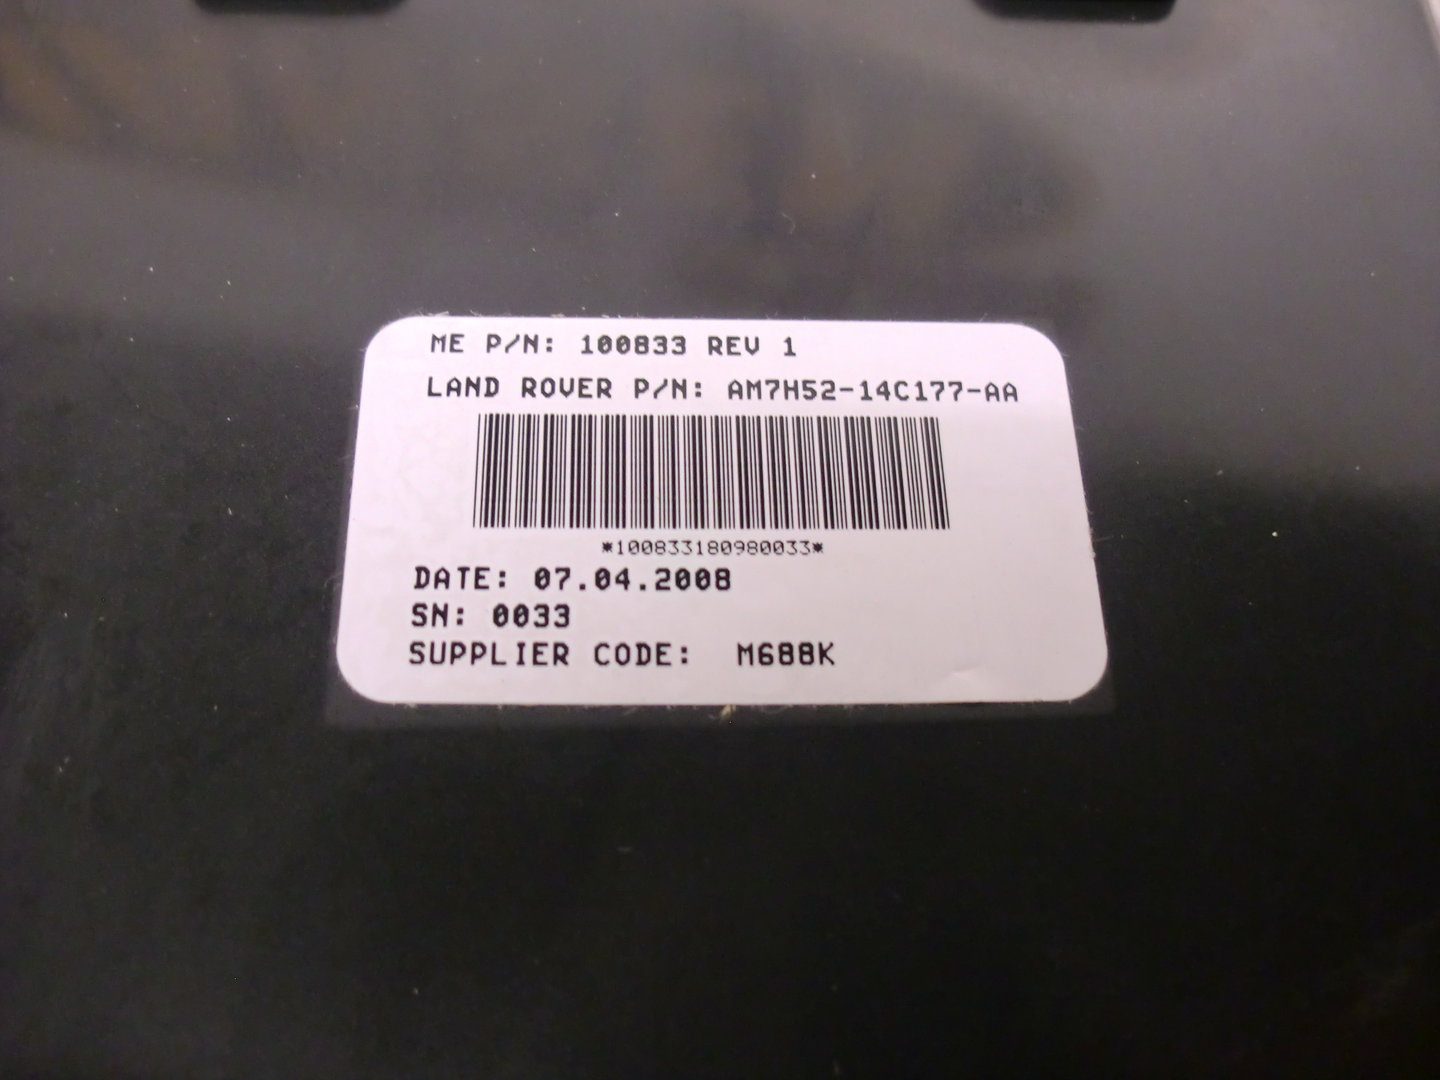 ME P/N: 100833 REV 1
LAND ROVER P/N: AM7H52-14C177-AA
*100833180980033*
DATE: 07.04.2008
SN: 0033
SUPPLIER CODE: M688K